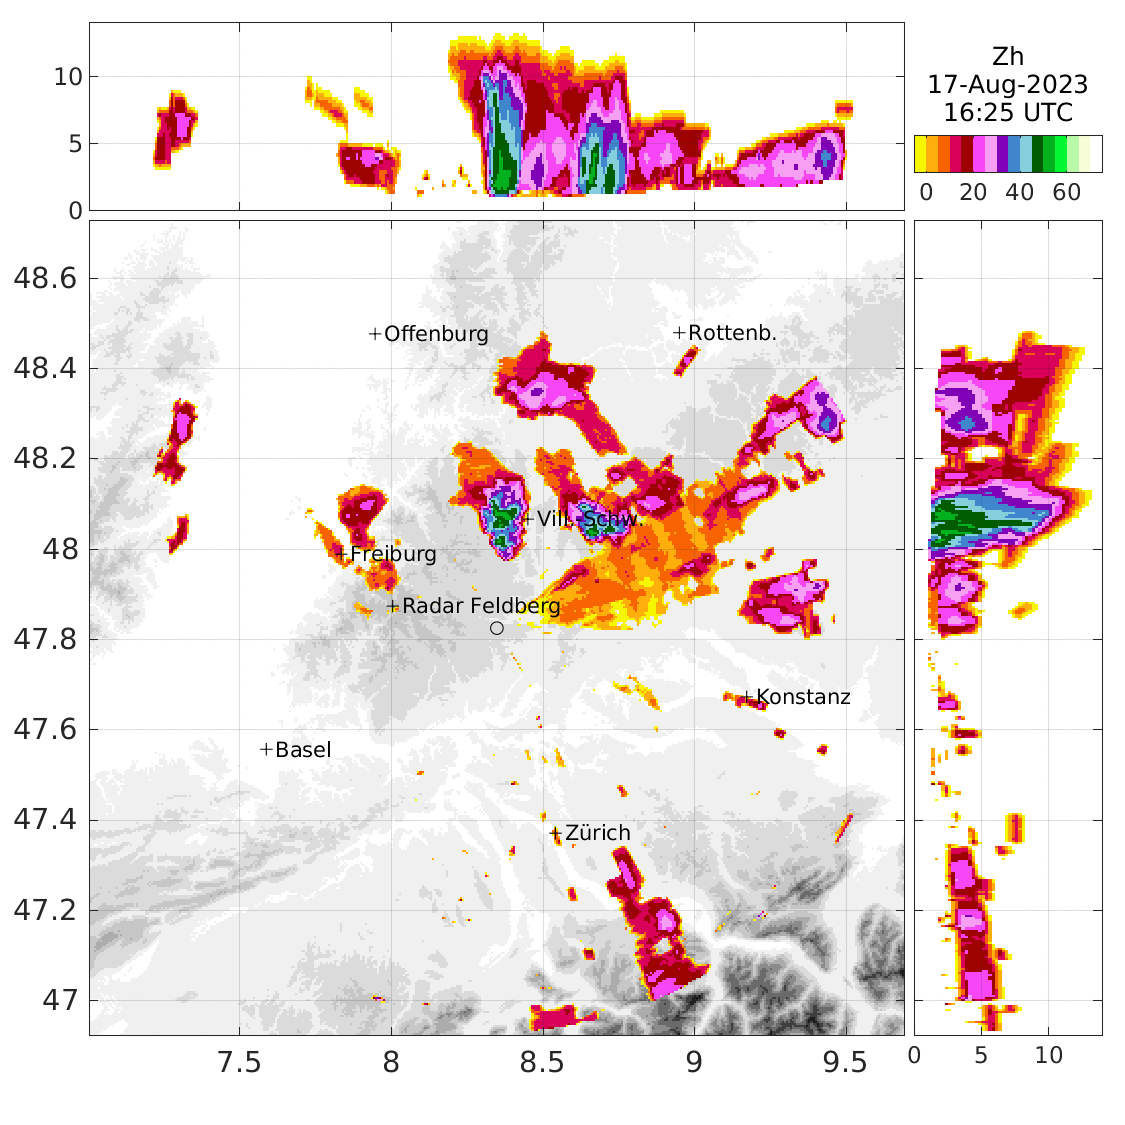 10
5
0
Zh
17-Aug-2023
16:25 UTC
0 20 40 60
48.6
48.4
48.2
48
47.8
47.6
47.4
47.2
47
+Offenburg
+Rottenb.
+Vill.-Schw.
+Freiburg
+Radar Feldberg
+Konstanz
+Basel
+Zürich
7.5 8 8.5 9 9.5
0 5 10